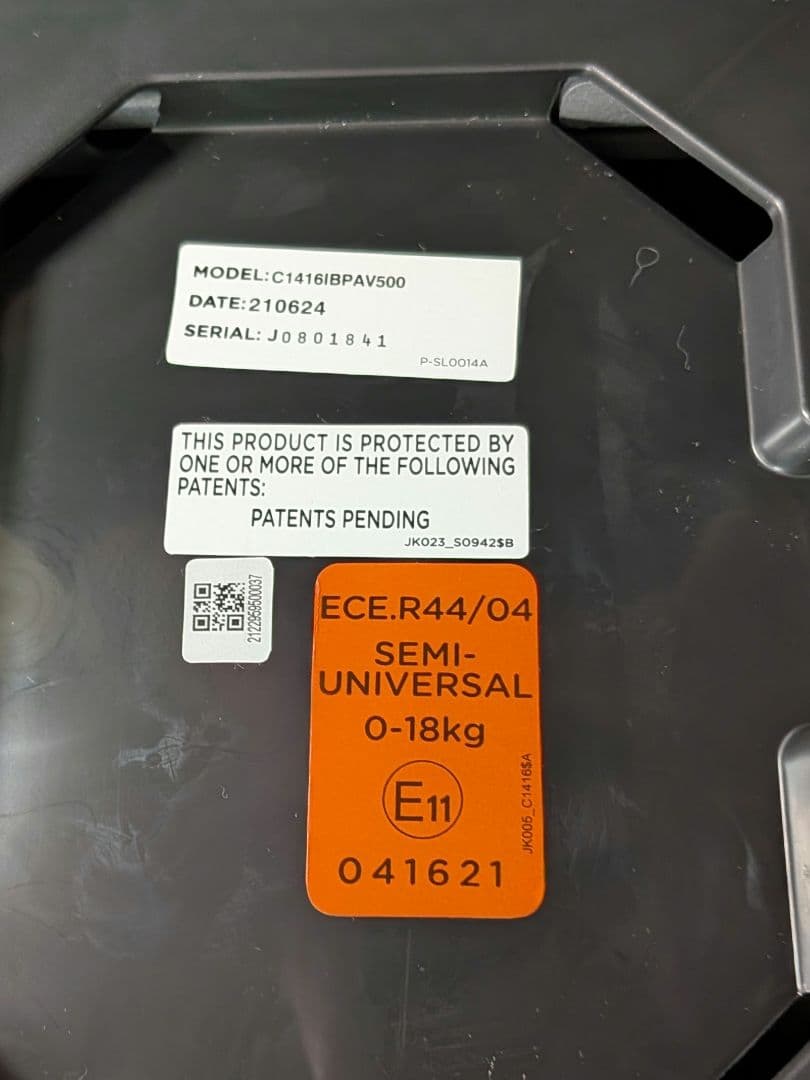 MODEL:C1416IBPAV500
DATE:210624
SERIAL: J0801841
P-SL0014A
THIS PRODUCT IS PROTECTED BY
ONE OR MORE OF THE FOLLOWING
PATENTS:
PATENTS PENDING
JK023_S0942$B
2122959500037
ECE.R44/04
SEMI-
UNIVERSAL
0-18kg
E11
041621
JK005_C1416$A